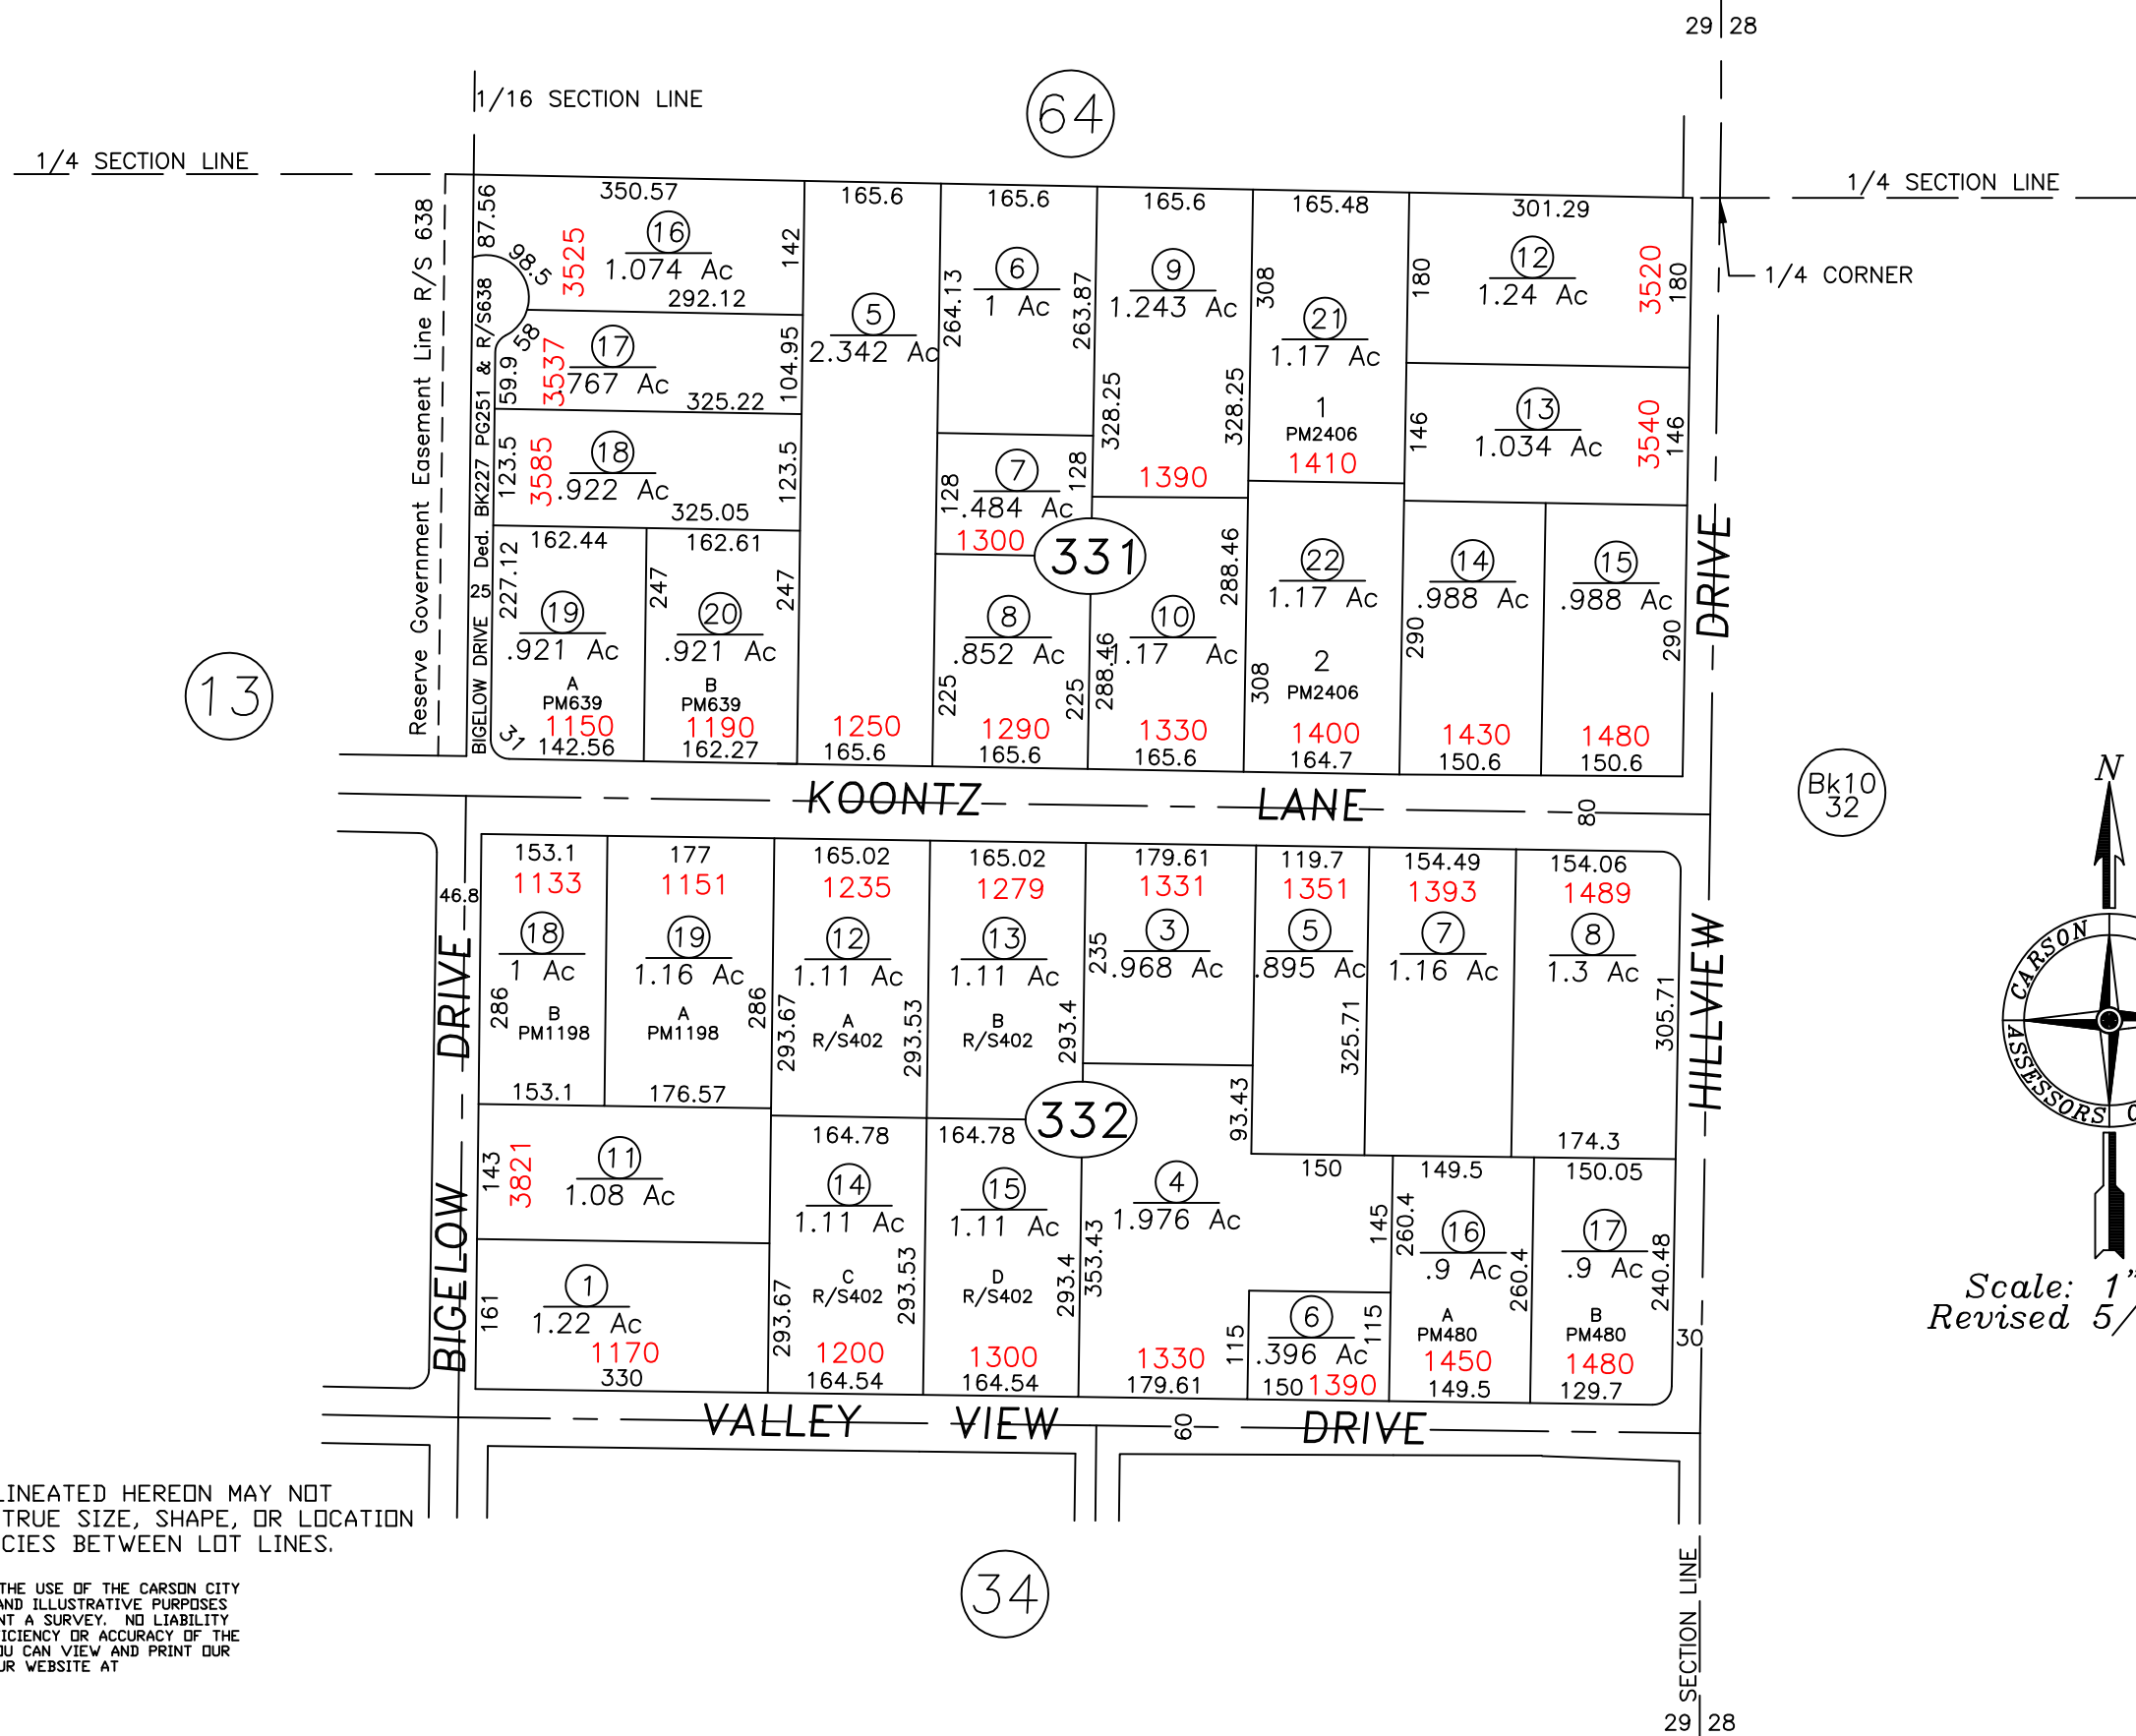 29 28
1/16 SECTION LINE
64
1/4 SECTION LINE
1/4 SECTION LINE
1/4 CORNER
Reserve Government Easement Line R/S 638
BIGELOW DRIVE 25 Ded. BK227 PG251 & R/S638
87.56
350.57
98.5
3525
16
1.074 Ac
142
292.12
58
59.9
3537
17
.767 Ac
104.95
325.22
123.5
3585
18
.922 Ac
123.5
325.05
162.44
227.12
19
.921 Ac
A
PM639
1150
31
142.56
162.61
247
247
20
.921 Ac
B
PM639
1190
162.27
165.6
5
2.342 Ac
1250
165.6
165.6
264.13
6
1 Ac
263.87
128
7
.484 Ac
128
1300
331
8
.852 Ac
225
225
1290
165.6
165.6
9
1.243 Ac
328.25
328.25
1390
288.46
10
1.17 Ac
288.46
1330
165.6
165.48
308
21
1.17 Ac
1
PM2406
1410
22
1.17 Ac
308
2
PM2406
1400
164.7
301.29
180
12
1.24 Ac
3520
180
146
13
1.034 Ac
3540
146
14
.988 Ac
290
1430
150.6
15
.988 Ac
290
1480
150.6
HILLVIEW DRIVE
13
Bk10
32
N
KOONTZ LANE
80
46.8
BIGELOW DRIVE
153.1
1133
18
1 Ac
286
B
PM1198
153.1
177
1151
19
1.16 Ac
286
A
PM1198
176.57
165.02
1235
12
1.11 Ac
293.67
A
R/S402
293.53
165.02
1279
13
1.11 Ac
B
R/S402
293.4
179.61
1331
3
235
.968 Ac
119.7
1351
5
.895 Ac
325.71
93.43
150
154.49
1393
7
1.16 Ac
154.06
1489
8
1.3 Ac
305.71
174.3
143
3821
11
1.08 Ac
161
1
1.22 Ac
1170
330
164.78
14
1.11 Ac
C
R/S402
293.67
293.53
1200
164.54
164.78
332
15
1.11 Ac
D
R/S402
293.4
1300
164.54
4
1.976 Ac
353.43
145
1330
179.61
115
6
.396 Ac
115
150
1390
149.5
260.4
16
.9 Ac
260.4
A
PM480
1450
149.5
150.05
17
.9 Ac
240.48
B
PM480
1480
129.7
30
VALLEY VIEW DRIVE
60
CARSON
ASSESSORS
Scale: 1"
Revised 5/
LINEATED HEREON MAY NOT
TRUE SIZE, SHAPE, OR LOCATION
CIES BETWEEN LOT LINES.
THE USE OF THE CARSON CITY
AND ILLUSTRATIVE PURPOSES
NT A SURVEY. NO LIABILITY
ICIENCY OR ACCURACY OF THE
OU CAN VIEW AND PRINT OUR
UR WEBSITE AT
34
SECTION LINE
29 28